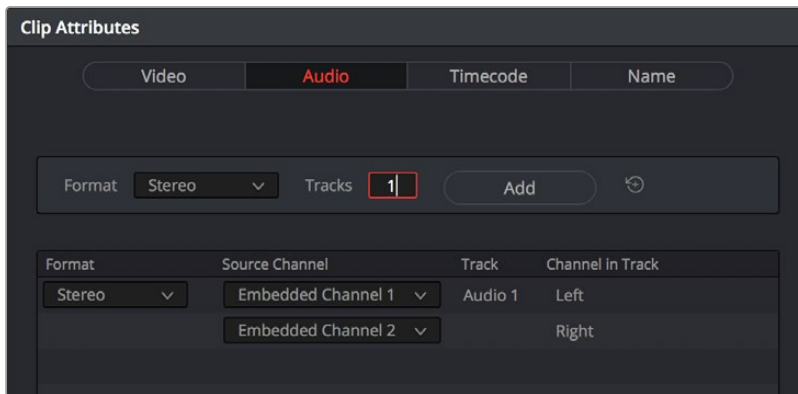 Clip Attributes
Video Audio Timecode Name
Format Stereo Tracks 1 Add
Format Source Channel Track Channel in Track
Stereo Embedded Channel 1 Audio 1 Left
Embedded Channel 2 Right